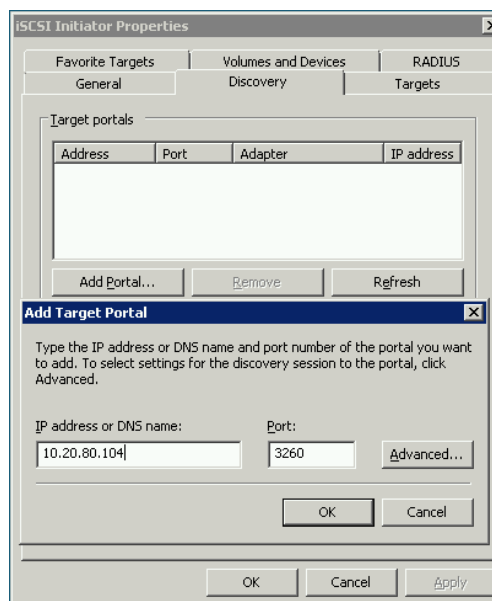 iSCSI Initiator Properties
Favorite Targets Volumes and Devices RADIUS
General Discovery Targets
Target portals
Address Port Adapter IP address
Add Portal... Remove Refresh
Add Target Portal
Type the IP address or DNS name and port number of the portal you want
to add. To select settings for the discovery session to the portal, click
Advanced.
IP address or DNS name: Port:
10.20.80.104 3260 Advanced...
OK Cancel
OK Cancel Apply